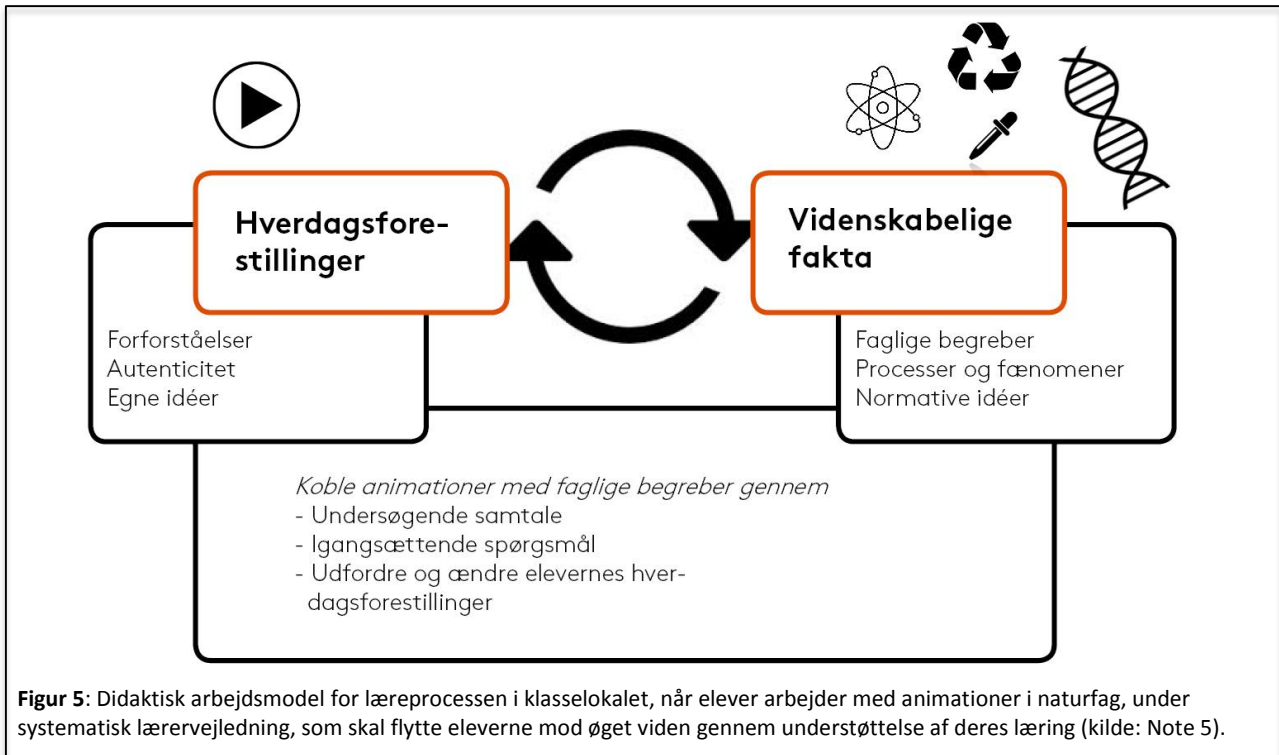 Hverdagsfore-
stillinger
Videnskabelige
fakta
Forforståelser
Autenticitet
Egne idéer
Faglige begreber
Processer og fænomener
Normative idéer
Koble animationer med faglige begreber gennem
- Undersøgende samtale
- Igangsættende spørgsmål
- Udfordre og ændre elevernes hver-
dagsforestillinger
Figur 5: Didaktisk arbejdsmodel for læreprocessen i klasselokalet, når elever arbejder med animationer i naturfag, under
systematisk lærervejledning, som skal flytte eleverne mod øget viden gennem understøttelse af deres læring (kilde: Note 5).